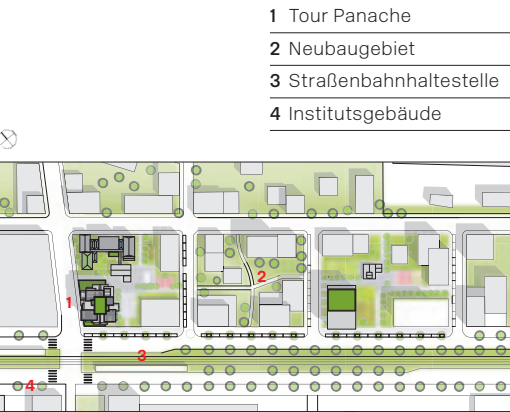 1 Tour Panache
2 Neubaugebiet
3 Straßenbahnhaltestelle
4 Institutsgebäude
2
1
3
4